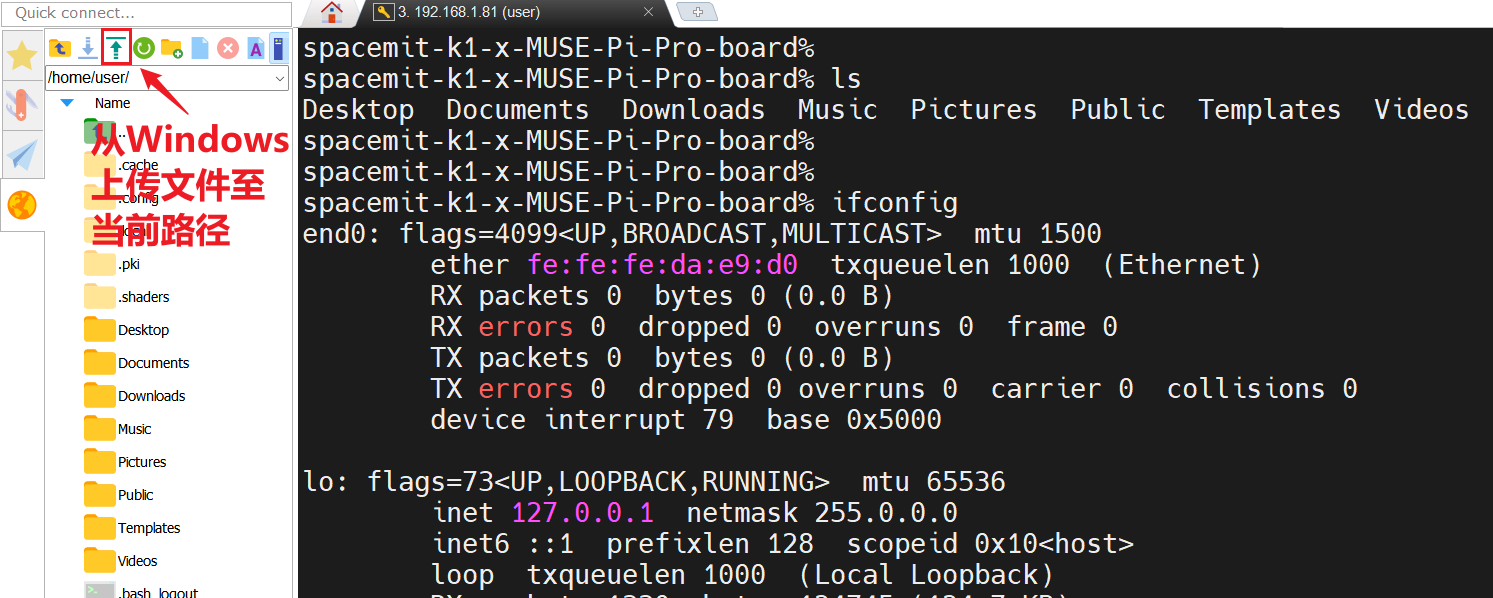 Quick connect...
3. 192.168.1.81 (user)
/home/user/
Name
..
从Windows
上传文件至
当前路径
.cache
.config
.pki
.shaders
Desktop
Documents
Downloads
Music
Pictures
Public
Templates
Videos
.bash_logout
spacemit-k1-x-MUSE-Pi-Pro-board%
spacemit-k1-x-MUSE-Pi-Pro-board% ls
Desktop Documents Downloads Music Pictures Public Templates Videos
spacemit-k1-x-MUSE-Pi-Pro-board%
spacemit-k1-x-MUSE-Pi-Pro-board%
spacemit-k1-x-MUSE-Pi-Pro-board% ifconfig
end0: flags=4099<UP,BROADCAST,MULTICAST> mtu 1500
ether fe:fe:fe:da:e9:d0 txqueuelen 1000 (Ethernet)
RX packets 0 bytes 0 (0.0 B)
RX errors 0 dropped 0 overruns 0 frame 0
TX packets 0 bytes 0 (0.0 B)
TX errors 0 dropped 0 overruns 0 carrier 0 collisions 0
device interrupt 79 base 0x5000
lo: flags=73<UP,LOOPBACK,RUNNING> mtu 65536
inet 127.0.0.1 netmask 255.0.0.0
inet6 ::1 prefixlen 128 scopeid 0x10<host>
loop txqueuelen 1000 (Local Loopback)